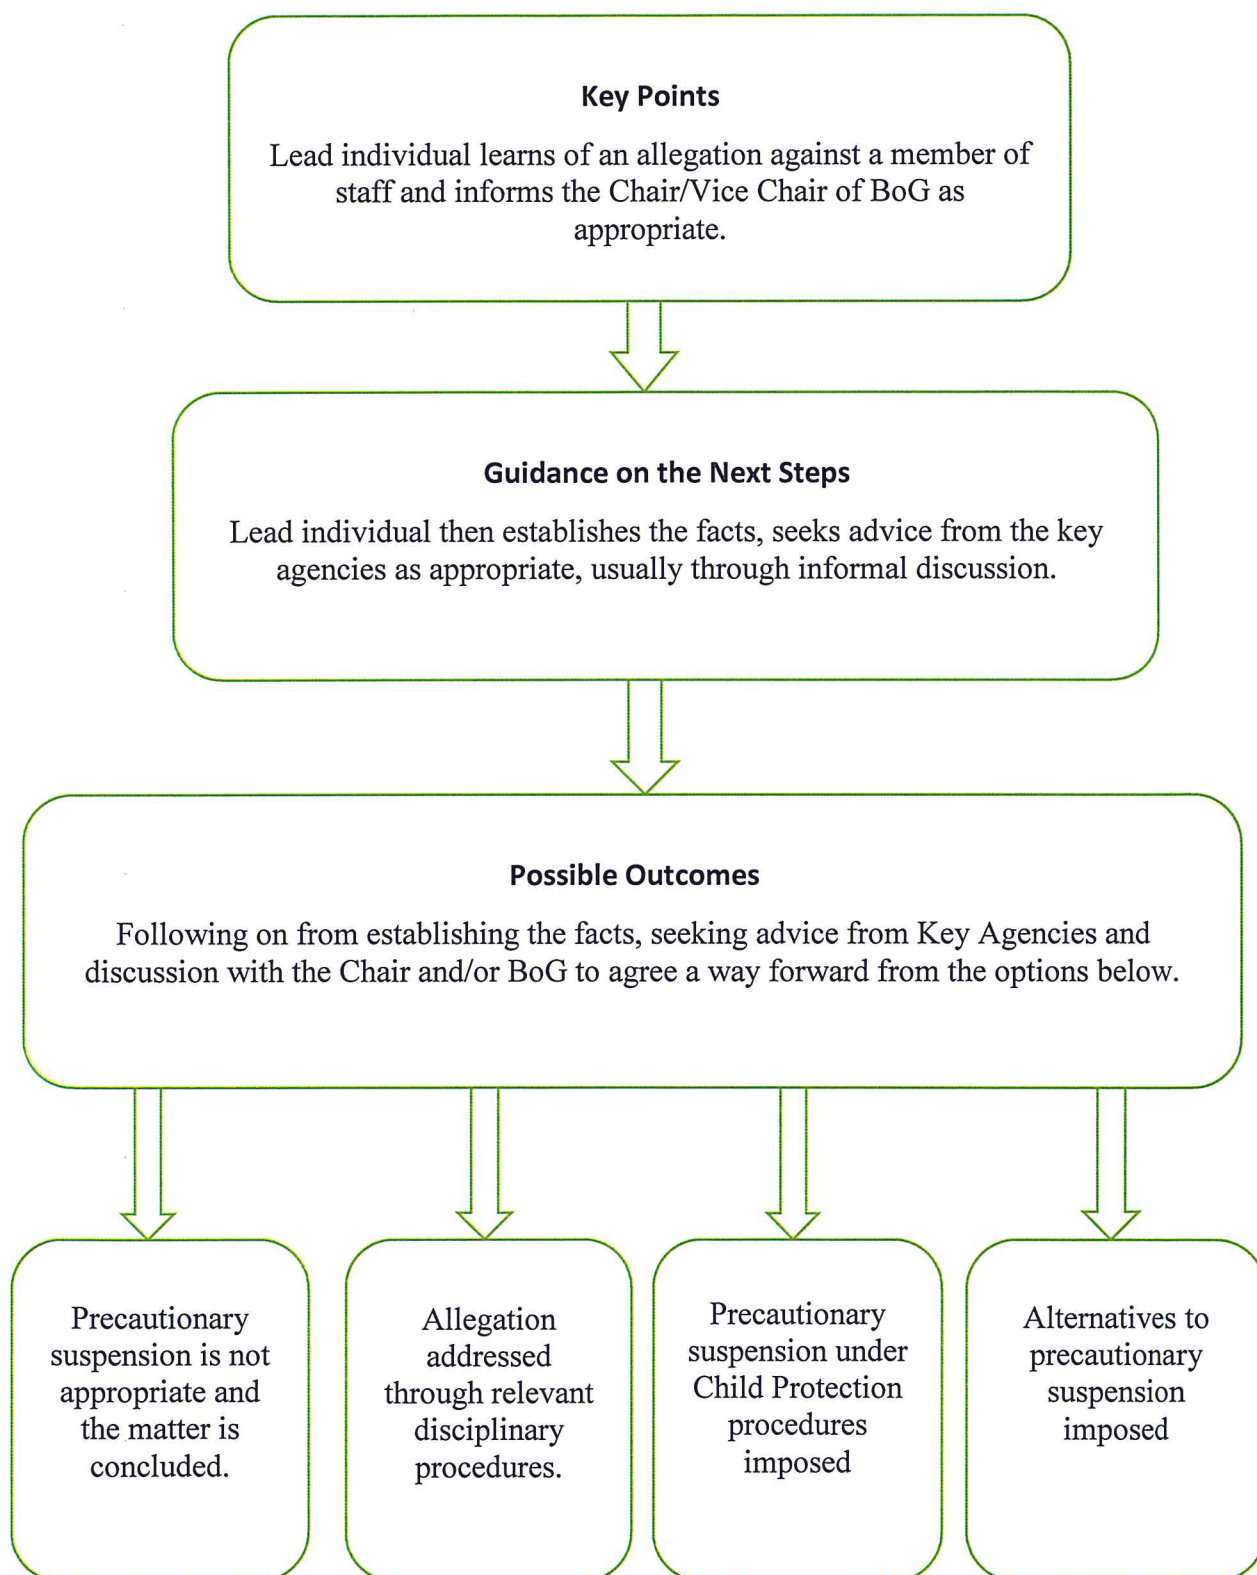 Key Points
Lead individual learns of an allegation against a member of
staff and informs the Chair/Vice Chair of BoG as
appropriate.
Guidance on the Next Steps
Lead individual then establishes the facts, seeks advice from the key
agencies as appropriate, usually through informal discussion.
Possible Outcomes
Following on from establishing the facts, seeking advice from Key Agencies and
discussion with the Chair and/or BoG to agree a way forward from the options below.
Precautionary
suspension is not
appropriate and
the matter is
concluded.
Allegation
addressed
through relevant
disciplinary
procedures.
Precautionary
suspension under
Child Protection
procedures
imposed
Alternatives to
precautionary
suspension
imposed